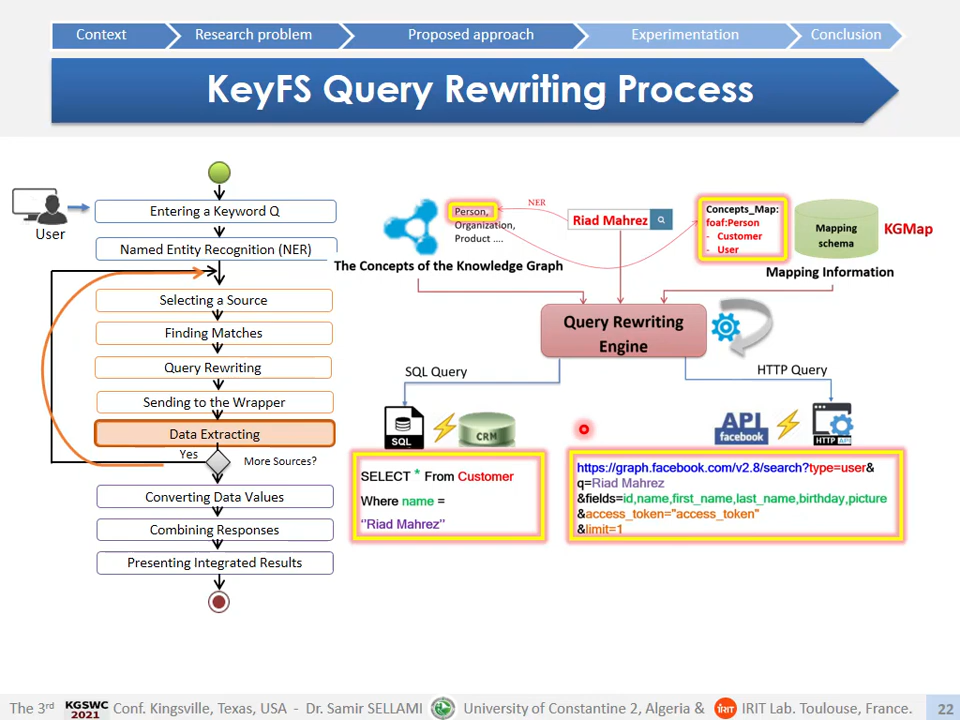 Context
Research problem
Proposed approach
Experimentation
Conclusion
KeyFS Query Rewriting Process
User
Entering a Keyword Q
Named Entity Recognition (NER)
Selecting a Source
Finding Matches
Query Rewriting
Sending to the Wrapper
Data Extracting
Yes
More Sources?
Converting Data Values
Combining Responses
Presenting Integrated Results
Person,
Organization,
Product ....
The Concepts of the Knowledge Graph
NER
Riad Mahrez
Concepts_Map:
foaf:Person
- Customer
- User
Mapping
schema
KGMap
Mapping Information
Query Rewriting
Engine
SQL Query
HTTP Query
SQL
CRM
API
facebook
HTTP API
SELECT * From Customer
Where name =
"Riad Mahrez"
https://graph.facebook.com/v2.8/search?type=user&
q=Riad Mahrez
&fields=id,name,first_name,last_name,birthday,picture
&access_token="access_token"
&limit=1
The 3rd KGSWC 2021 Conf. Kingsville, Texas, USA - Dr. Samir SELLAMI University of Constantine 2, Algeria & IRIT IRIT Lab. Toulouse, France. 22